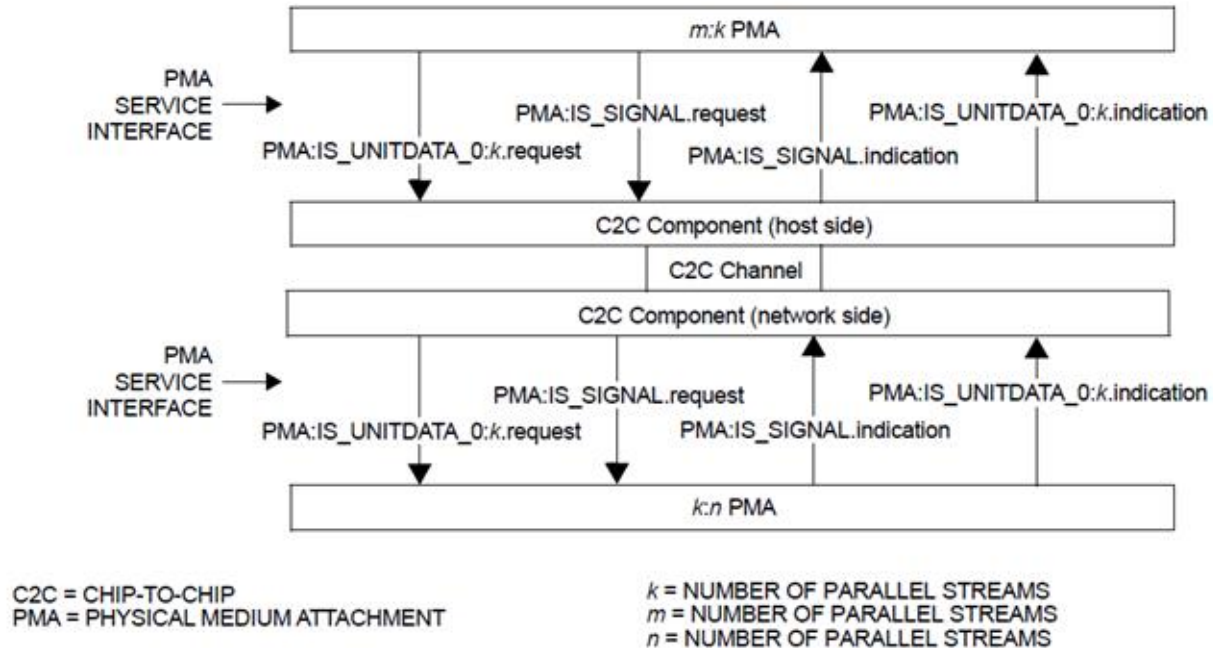 m:k PMA
PMA
SERVICE
INTERFACE
PMA:IS_SIGNAL.request
PMA:IS_UNITDATA_0:k.indication
PMA:IS_UNITDATA_0:k.request
PMA:IS_SIGNAL.indication
C2C Component (host side)
C2C Channel
C2C Component (network side)
PMA
SERVICE
INTERFACE
PMA:IS_SIGNAL.request
PMA:IS_UNITDATA_0:k.indication
PMA:IS_UNITDATA_0:k.request
PMA:IS_SIGNAL.indication
k:n PMA
C2C = CHIP-TO-CHIP
PMA = PHYSICAL MEDIUM ATTACHMENT
k = NUMBER OF PARALLEL STREAMS
m = NUMBER OF PARALLEL STREAMS
n = NUMBER OF PARALLEL STREAMS